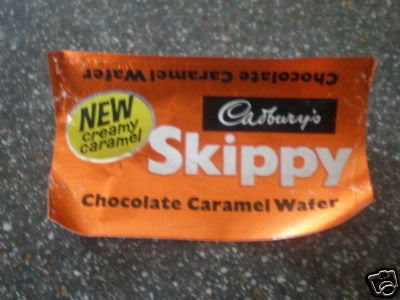 Chocolate Caramel Wafer
NEW
creamy
caramel
Cadbury's
Skippy
Chocolate Caramel Wafer